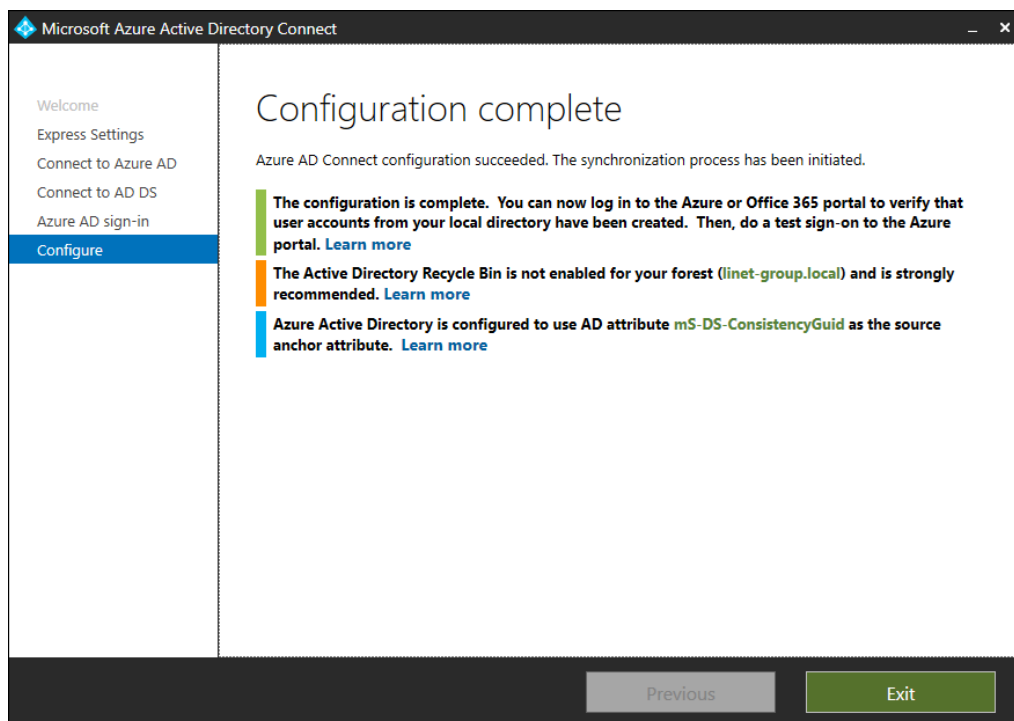 Microsoft Azure Active Directory Connect
Welcome
Express Settings
Connect to Azure AD
Connect to AD DS
Azure AD sign-in
Configure
Configuration complete
Azure AD Connect configuration succeeded. The synchronization process has been initiated.
The configuration is complete.  You can now log in to the Azure or Office 365 portal to verify that
user accounts from your local directory have been created.  Then, do a test sign-on to the Azure
portal. Learn more
The Active Directory Recycle Bin is not enabled for your forest (linet-group.local) and is strongly
recommended. Learn more
Azure Active Directory is configured to use AD attribute mS-DS-ConsistencyGuid as the source
anchor attribute.  Learn more
Previous
Exit